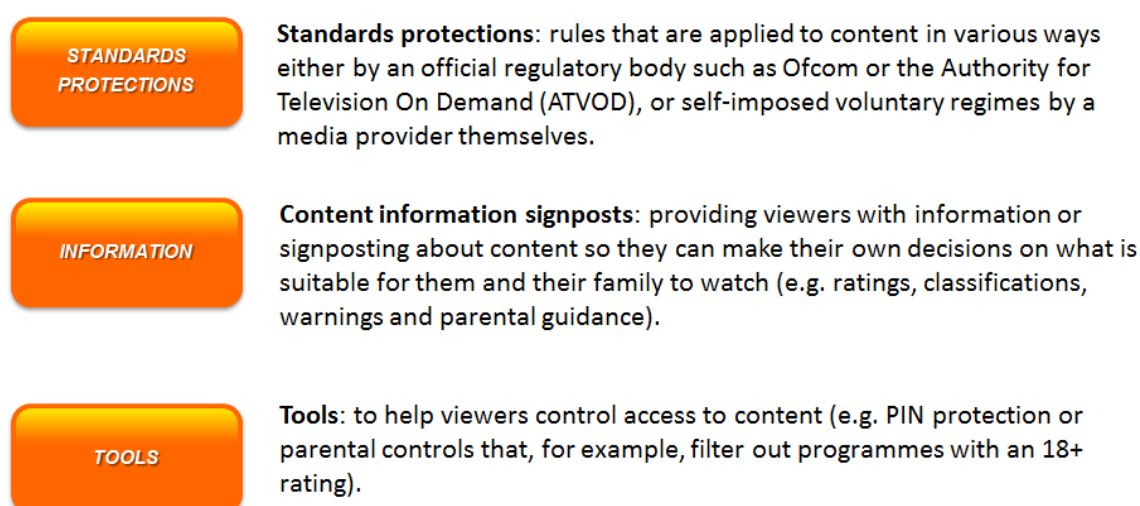 STANDARDS
PROTECTIONS
Standards protections: rules that are applied to content in various ways
either by an official regulatory body such as Ofcom or the Authority for
Television On Demand (ATVOD), or self-imposed voluntary regimes by a
media provider themselves.
INFORMATION
Content information signposts: providing viewers with information or
signposting about content so they can make their own decisions on what is
suitable for them and their family to watch (e.g. ratings, classifications,
warnings and parental guidance).
TOOLS
Tools: to help viewers control access to content (e.g. PIN protection or
parental controls that, for example, filter out programmes with an 18+
rating).